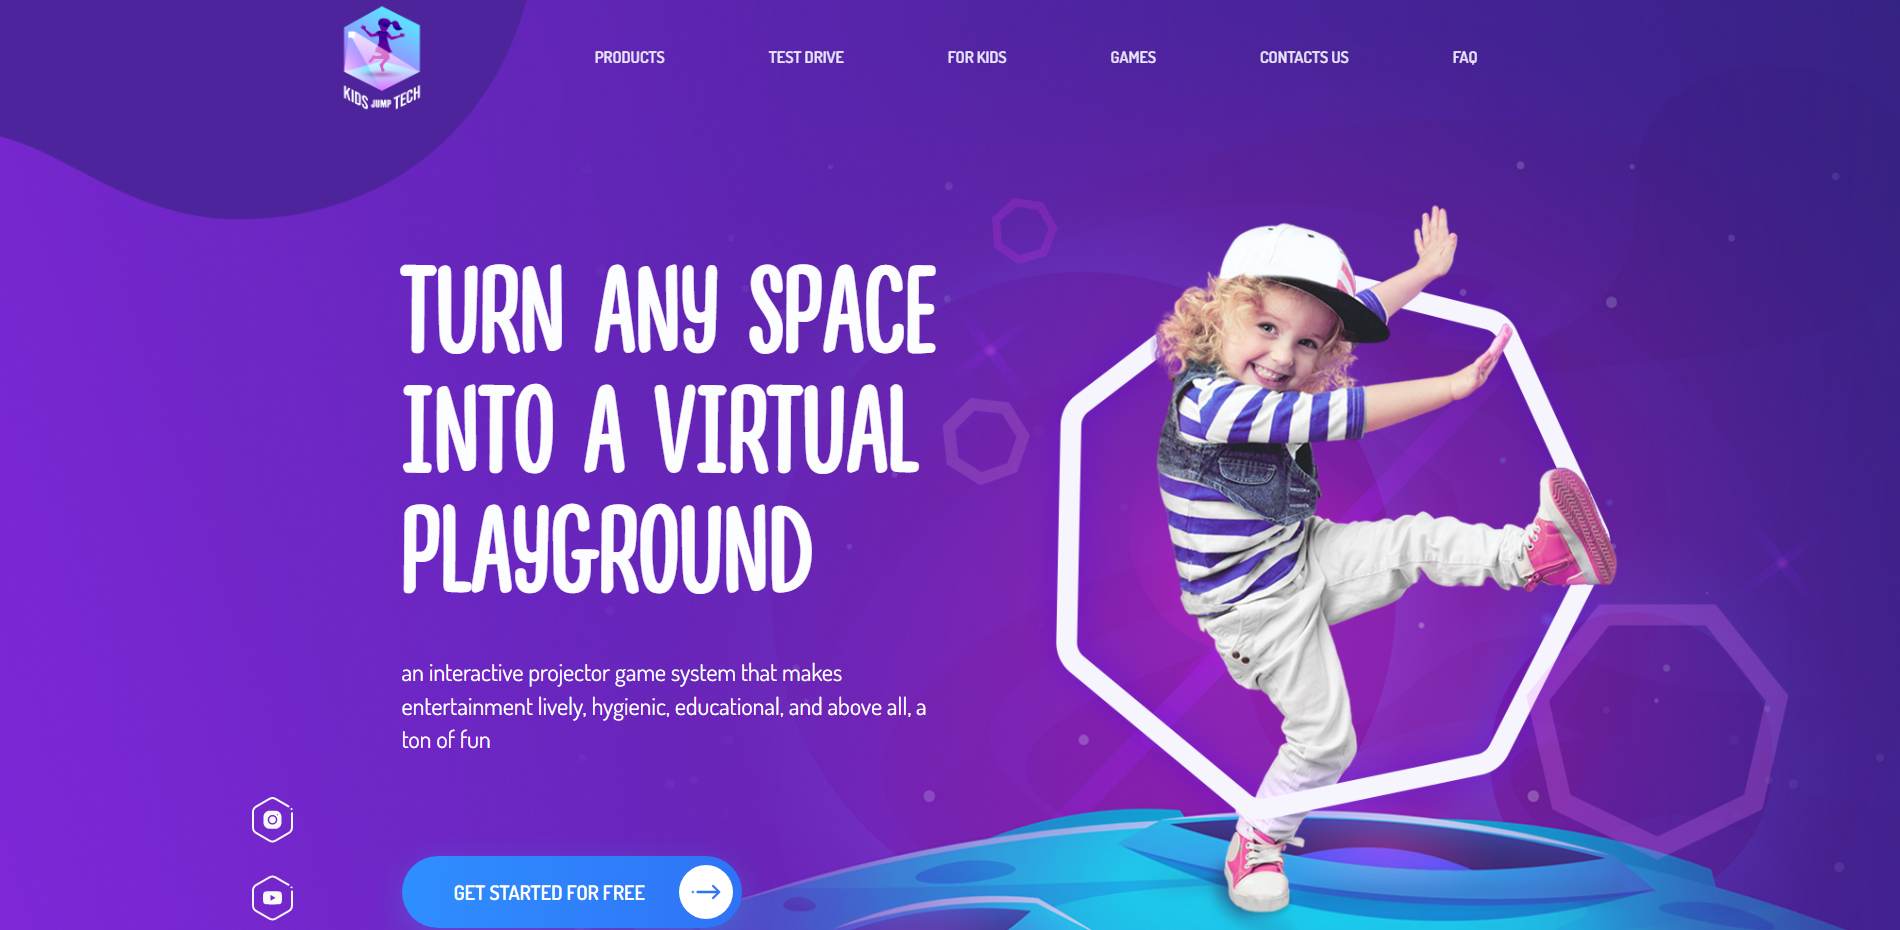 KIDS JUMP TECH
PRODUCTS
TEST DRIVE
FOR KIDS
GAMES
CONTACTS US
FAQ
TURN ANY SPACE
INTO A VIRTUAL
PLAYGROUND
an interactive projector game system that makes
entertainment lively, hygienic, educational, and above all, a
ton of fun
GET STARTED FOR FREE